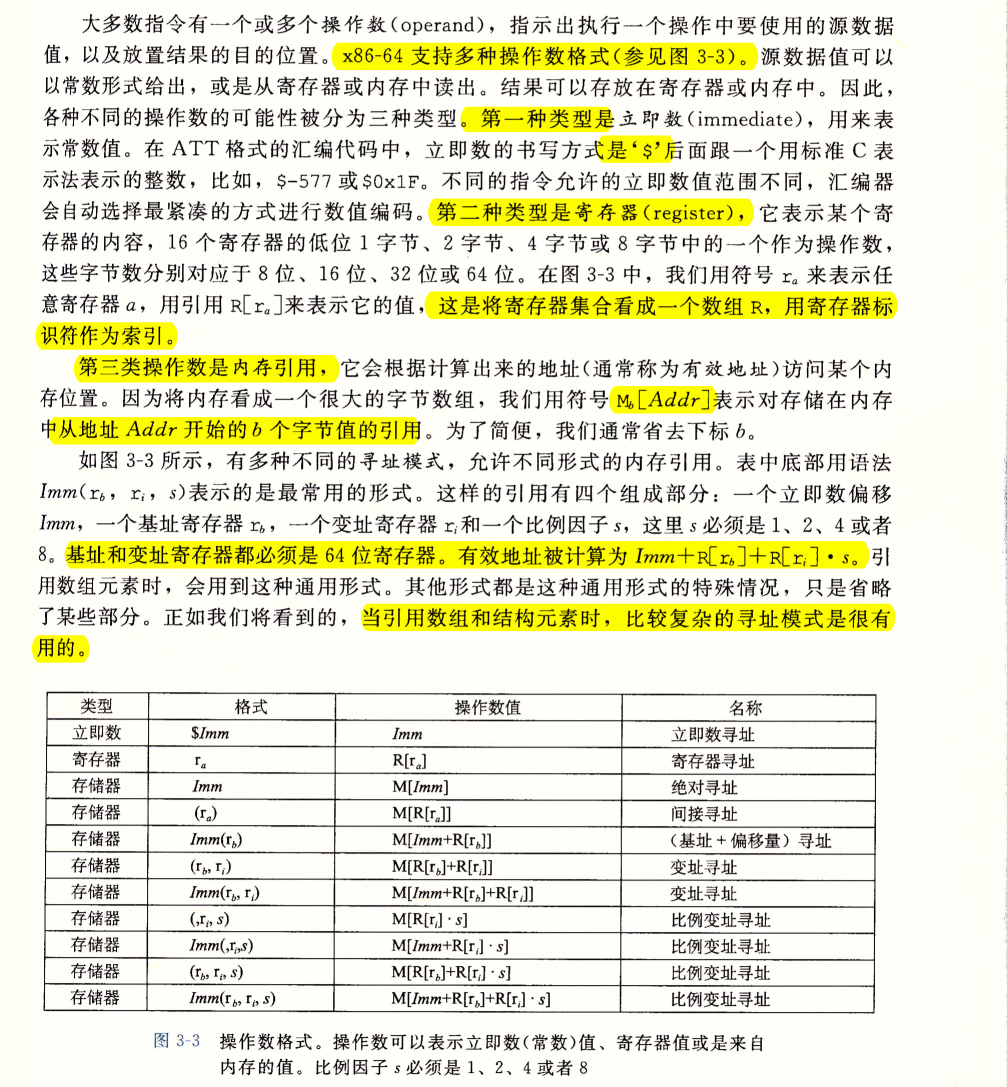 大多数指令有一个或多个操作数(operand)，指示出执行一个操作中要使用的源数据
值，以及放置结果的目的位置。x86-64 支持多种操作数格式(参见图 3-3)。源数据值可以
以常数形式给出，或是从寄存器或内存中读出。结果可以存放在寄存器或内存中。因此，
各种不同的操作数的可能性被分为三种类型。第一种类型是立即数(immediate)，用来表
示常数值。在 ATT 格式的汇编代码中，立即数的书写方式是‘$’后面跟一个用标准 C 表
示法表示的整数，比如，$-577 或 $0x1F。不同的指令允许的立即数值范围不同，汇编器
会自动选择最紧凑的方式进行数值编码。第二种类型是寄存器(register)，它表示某个寄
存器的内容，16 个寄存器的低位 1 字节、2 字节、4 字节或 8 字节中的一个作为操作数，
这些字节数分别对应于 8 位、16 位、32 位或 64 位。在图 3-3 中，我们用符号 rₐ 来表示任
意寄存器 a，用引用 R[rₐ]来表示它的值，这是将寄存器集合看成一个数组 R，用寄存器标
识符作为索引。
第三类操作数是内存引用，它会根据计算出来的地址(通常称为有效地址)访问某个内
存位置。因为将内存看成一个很大的字节数组，我们用符号 M_b[Addr]表示对存储在内存
中从地址 Addr 开始的 b 个字节值的引用。为了简便，我们通常省去下标 b。
如图 3-3 所示，有多种不同的寻址模式，允许不同形式的内存引用。表中底部用语法
Imm(r_b，r_i，s)表示的是最常用的形式。这样的引用有四个组成部分：一个立即数偏移
Imm，一个基址寄存器 r_b，一个变址寄存器 r_i和一个比例因子 s，这里 s 必须是 1、2、4 或者
8。基址和变址寄存器都必须是 64 位寄存器。有效地址被计算为 Imm+R[r_b]+R[r_i]·s。引
用数组元素时，会用到这种通用形式。其他形式都是这种通用形式的特殊情况，只是省略
了某些部分。正如我们将看到的，当引用数组和结构元素时，比较复杂的寻址模式是很有
用的。
类型 格式 操作数值 名称
立即数 $Imm Imm 立即数寻址
寄存器 rₐ R[rₐ] 寄存器寻址
存储器 Imm M[Imm] 绝对寻址
存储器 (rₐ) M[R[rₐ]] 间接寻址
存储器 Imm(r_b) M[Imm+R[r_b]] （基址+偏移量）寻址
存储器 (r_b, r_i) M[R[r_b]+R[r_i]] 变址寻址
存储器 Imm(r_b, r_i) M[Imm+R[r_b]+R[r_i]] 变址寻址
存储器 (,r_i, s) M[R[r_i]·s] 比例变址寻址
存储器 Imm(,r_i,s) M[Imm+R[r_i]·s] 比例变址寻址
存储器 (r_b, r_i, s) M[R[r_b]+R[r_i]·s] 比例变址寻址
存储器 Imm(r_b, r_i, s) M[Imm+R[r_b]+R[r_i]·s] 比例变址寻址
图 3-3 操作数格式。操作数可以表示立即数(常数)值、寄存器值或是来自
内存的值。比例因子 s 必须是 1、2、4 或者 8